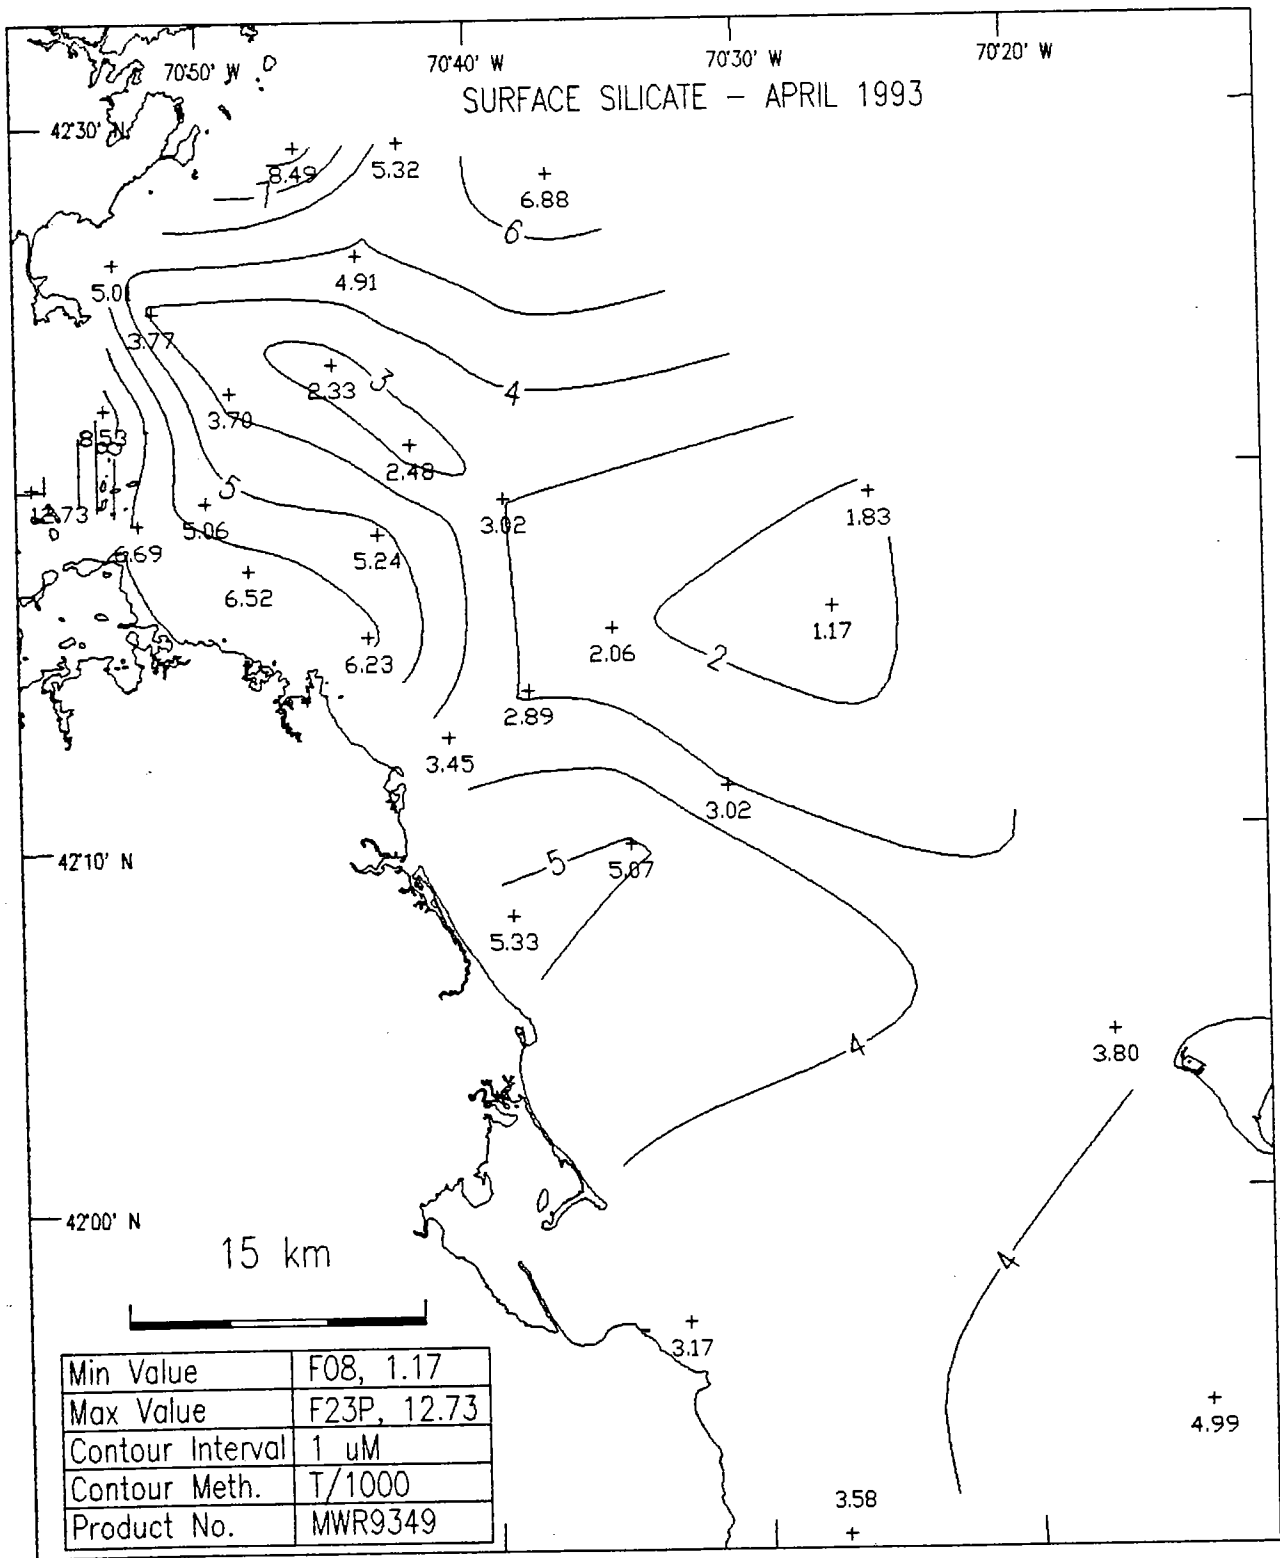 70°50' W 70°40' W 70°30' W 70°20' W
SURFACE SILICATE – APRIL 1993
42°30' N
8.49 5.32
7
6.88
6
5.01 4.91
3.77
2.33 3 4
3.70
8.53
2.48
5
12.73 5.06 3.02 1.83
6.69 5.24
6.52
6.23 2.06 1.17
2
2.89
3.45
3.02
42°10' N
5 5.07
5.33
4 3.80
42°00' N
15 km
4
3.17
Min Value F08, 1.17
Max Value F23P, 12.73
Contour Interval 1 uM
Contour Meth. T/1000
Product No. MWR9349
4.99
3.58